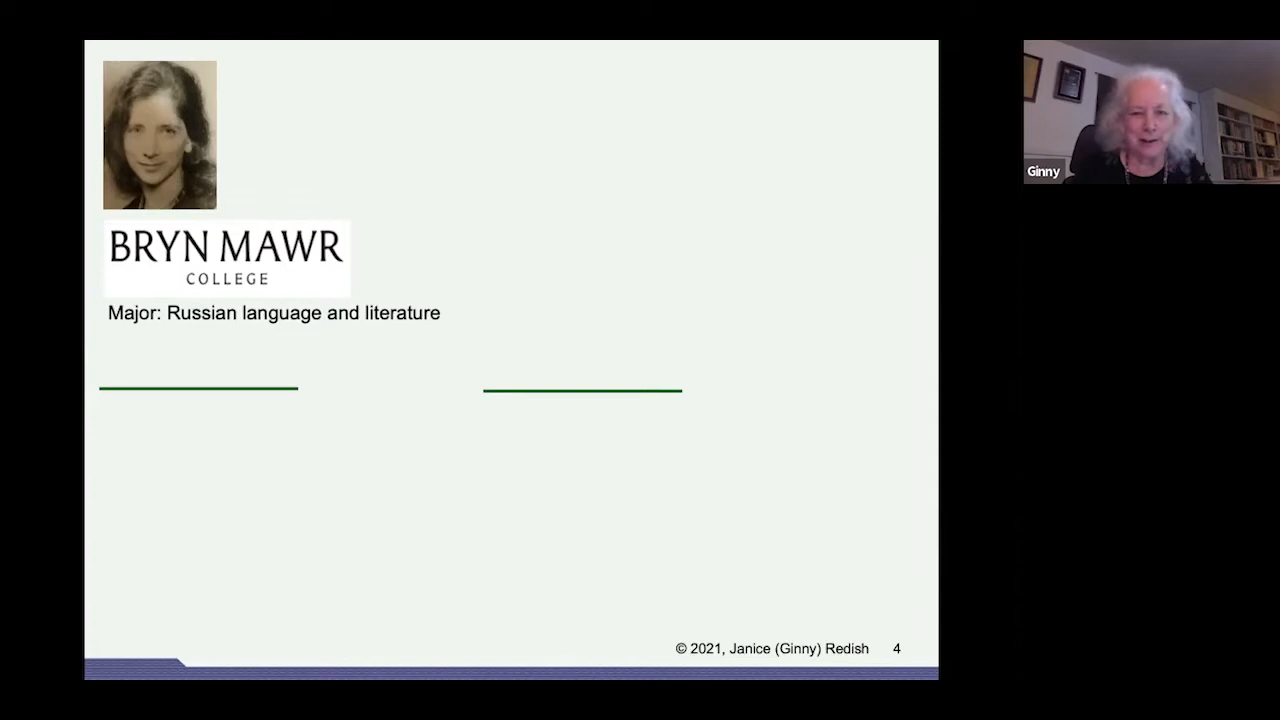 BRYN MAWR
COLLEGE
Major: Russian language and literature
© 2021, Janice (Ginny) Redish 4
Ginny